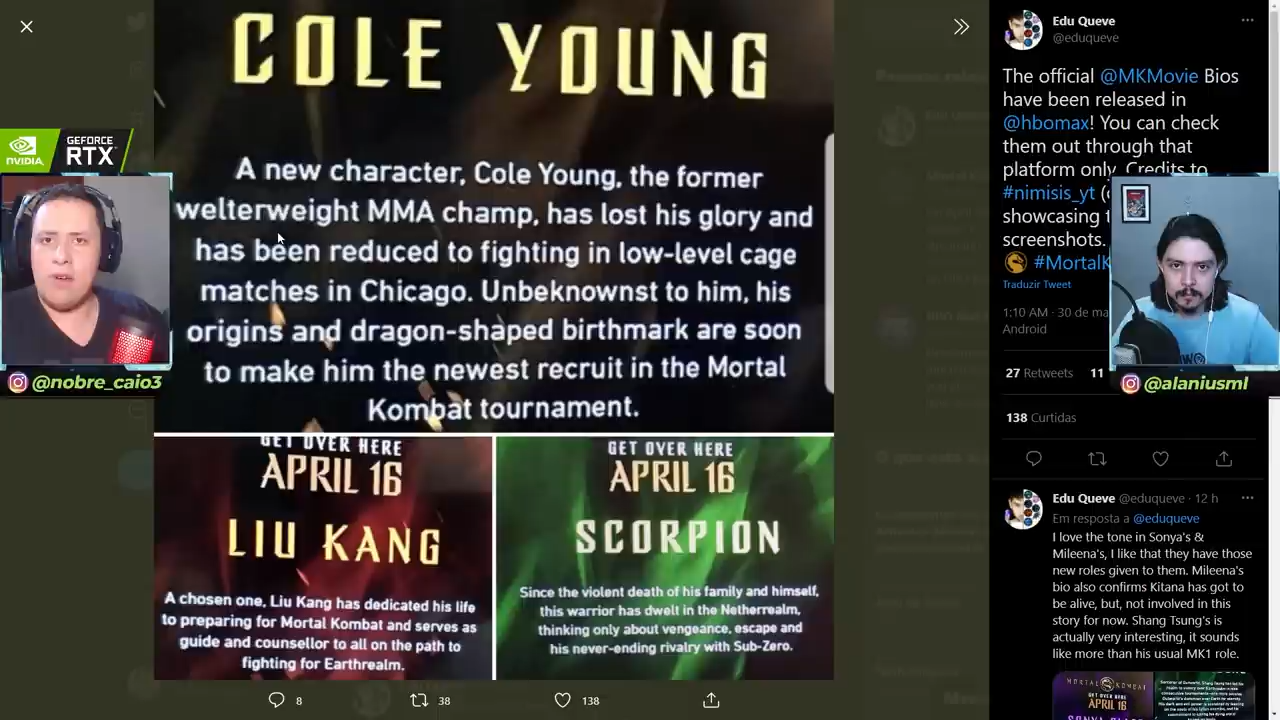 COLE YOUNG
A new character, Cole Young, the former
welterweight MMA champ, has lost his glory and
has been reduced to fighting in low-level cage
matches in Chicago. Unbeknownst to him, his
origins and dragon-shaped birthmark are soon
to make him the newest recruit in the Mortal
Kombat tournament.
GET OVER HERE
APRIL 16
LIU KANG
A chosen one, Liu Kang has dedicated his life
to preparing for Mortal Kombat and serves as
guide and counsellor to all on the path to
fighting for Earthrealm.
GET OVER HERE
APRIL 16
SCORPION
Since the violent death of his family and himself,
this warrior has dwelt in the Netherrealm,
thinking only about vengeance, escape and
his never-ending rivalry with Sub-Zero.
8
38
138
NVIDIA
GEFORCE
RTX
@nobre_caio3
Edu Queve
@eduqueve
The official @MKMovie Bios
have been released in
@hbomax! You can check
them out through that
platform only. Credits to
#nimisis_yt
showcasing
screenshots.
#MortalK
Traduzir Tweet
1:10 AM · 30 de ma
Android
27 Retweets 11
@alaniusml
138 Curtidas
Edu Queve @eduqueve · 12 h
Em resposta a @eduqueve
I love the tone in Sonya's &
Mileena's, I like that they have those
new roles given to them. Mileena's
bio also confirms Kitana has got to
be alive, but, not involved in this
story for now. Shang Tsung's is
actually very interesting, it sounds
like more than his usual MK1 role.
MORTAL KOMBAT
GET OVER HERE
APRIL 16